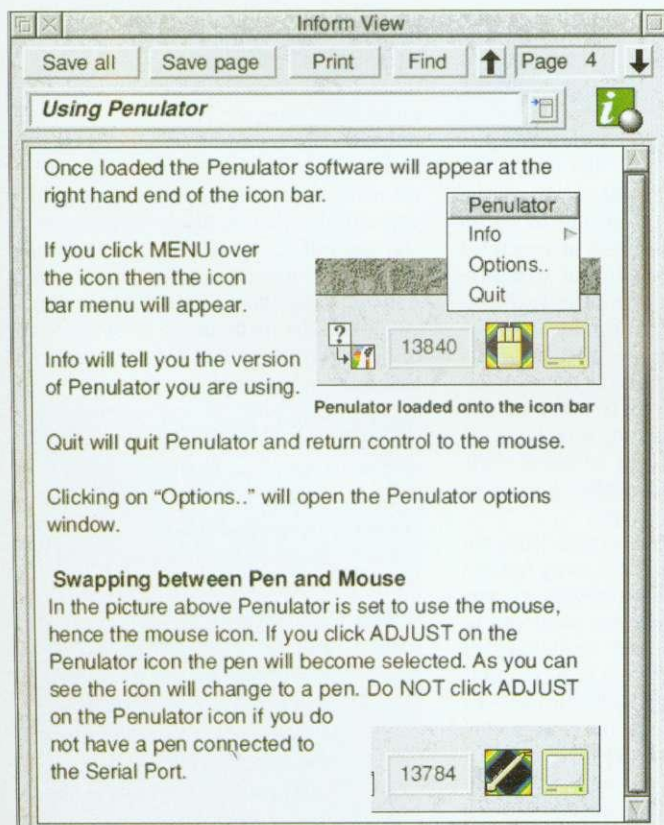 Inform View
Save all Save page Print Find Page 4
Using Penulator
i
Once loaded the Penulator software will appear at the
right hand end of the icon bar.
Penulator
Info
Options..
Quit
If you click MENU over
the icon then the icon
bar menu will appear.
? 13840
Info will tell you the version
of Penulator you are using.
Penulator loaded onto the icon bar
Quit will quit Penulator and return control to the mouse.
Clicking on “Options..” will open the Penulator options
window.
Swapping between Pen and Mouse
In the picture above Penulator is set to use the mouse,
hence the mouse icon. If you click ADJUST on the
Penulator icon the pen will become selected. As you can
see the icon will change to a pen. Do NOT click ADJUST
on the Penulator icon if you do
not have a pen connected to
the Serial Port.
13784